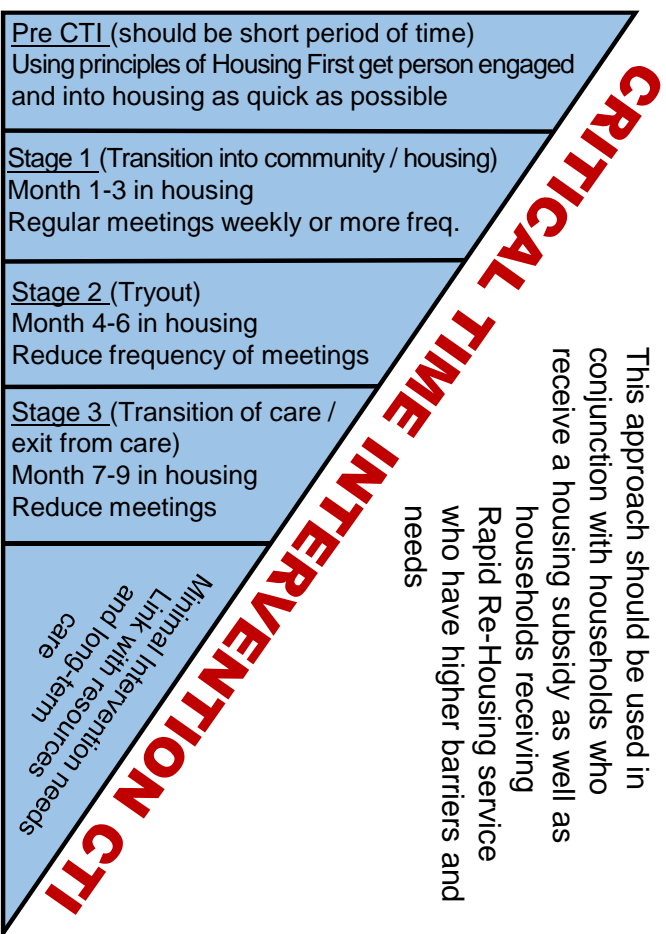 Pre CTI (should be short period of time)
Using principles of Housing First get person engaged
and into housing as quick as possible
Stage 1 (Transition into community / housing)
Month 1-3 in housing
Regular meetings weekly or more freq.
Stage 2 (Tryout)
Month 4-6 in housing
Reduce frequency of meetings
Stage 3 (Transition of care /
exit from care)
Month 7-9 in housing
Reduce meetings
Minimal Intervention needs
Link with resources
and long-term
care
CRITICAL TIME INTERVENTION CTI
This approach should be used in
conjunction with households who
receive a housing subsidy as well as
households receiving
Rapid Re-Housing service
who have higher barriers and
needs